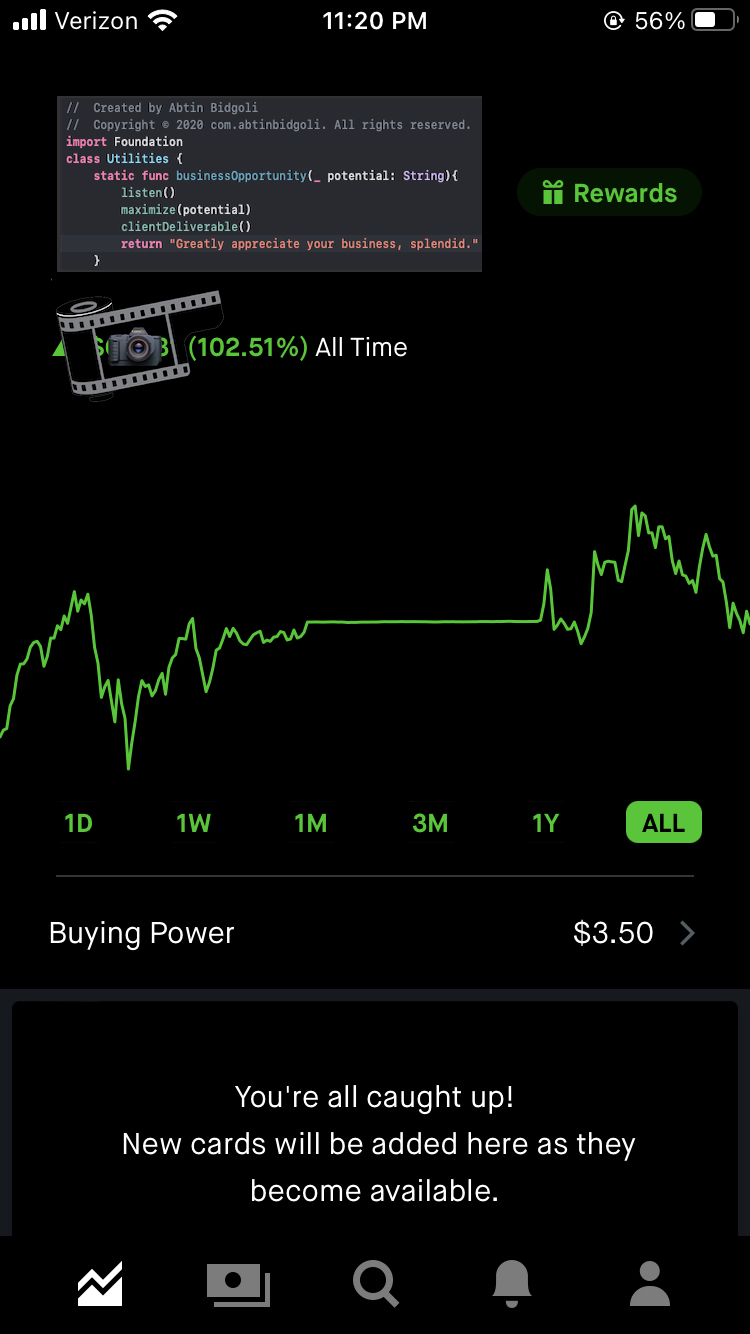 Verizon 11:20 PM 56%
// Created by Abtin Bidgoli
// Copyright © 2020 com.abtinbidgoli. All rights reserved.
import Foundation
class Utilities {
static func businessOpportunity(_ potential: String){
listen()
maximize(potential)
clientDeliverable()
return "Greatly appreciate your business, splendid."
}
Rewards
(102.51%) All Time
1D 1W 1M 3M 1Y ALL
Buying Power $3.50
You're all caught up!
New cards will be added here as they
become available.